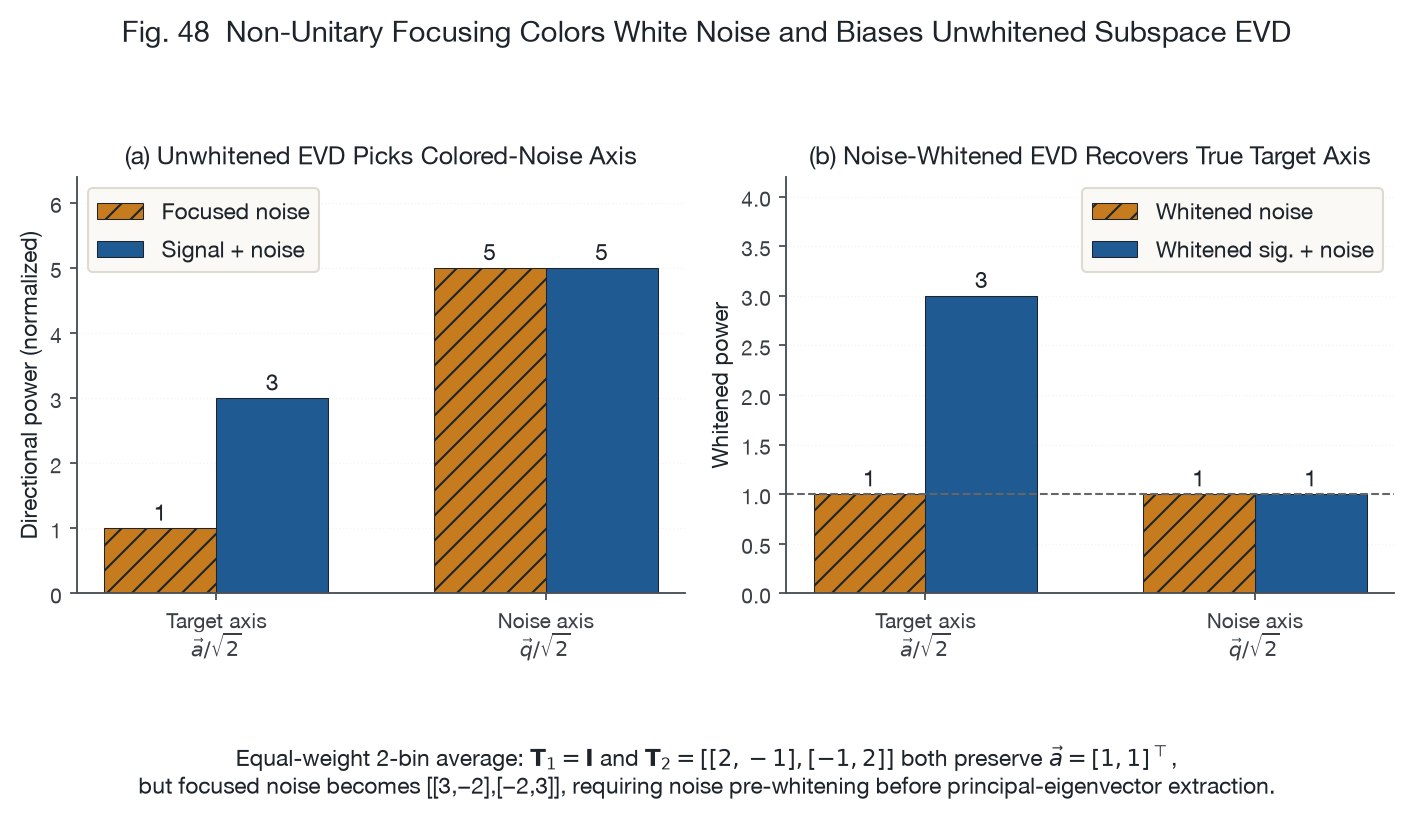 Fig. 48  Non-Unitary Focusing Colors White Noise and Biases Unwhitened Subspace EVD
(a) Unwhitened EVD Picks Colored-Noise Axis
Directional power (normalized)
6
5
4
3
2
1
0
Focused noise
Signal + noise
1
3
5
5
Target axis
a⃗/√2
Noise axis
q⃗/√2
(b) Noise-Whitened EVD Recovers True Target Axis
Whitened power
4.0
3.5
3.0
2.5
2.0
1.5
1.0
0.5
0.0
Whitened noise
Whitened sig. + noise
1
3
1
1
Target axis
a⃗/√2
Noise axis
q⃗/√2
Equal-weight 2-bin average: T₁ = I and T₂ = [[2, −1], [−1, 2]] both preserve a⃗ = [1, 1]⊤,
but focused noise becomes [[3,−2],[−2,3]], requiring noise pre-whitening before principal-eigenvector extraction.